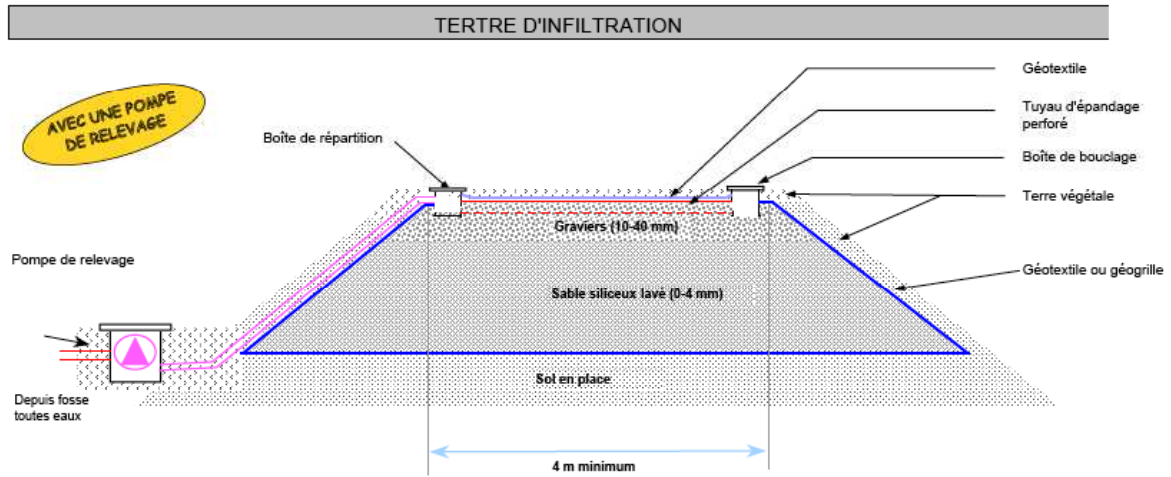 TERTRE D'INFILTRATION
AVEC UNE POMPE
DE RELEVAGE
Boîte de répartition
Géotextile
Tuyau d'épandage
perforé
Boîte de bouclage
Terre végétale
Graviers (10-40 mm)
Pompe de relevage
Géotextile ou géogrille
Sable siliceux lavé (0-4 mm)
Sol en place
Depuis fosse
toutes eaux
4 m minimum